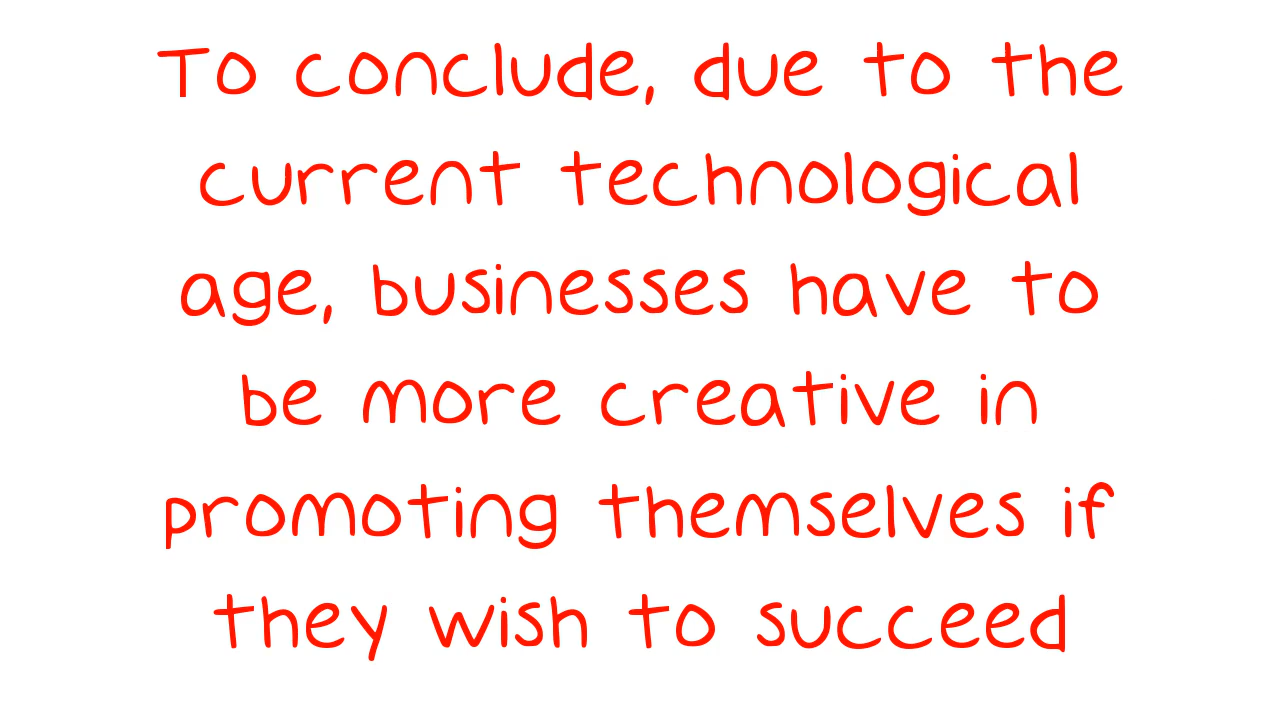 To conclude, due to the
current technological
age, businesses have to
be more creative in
promoting themselves if
they wish to succeed